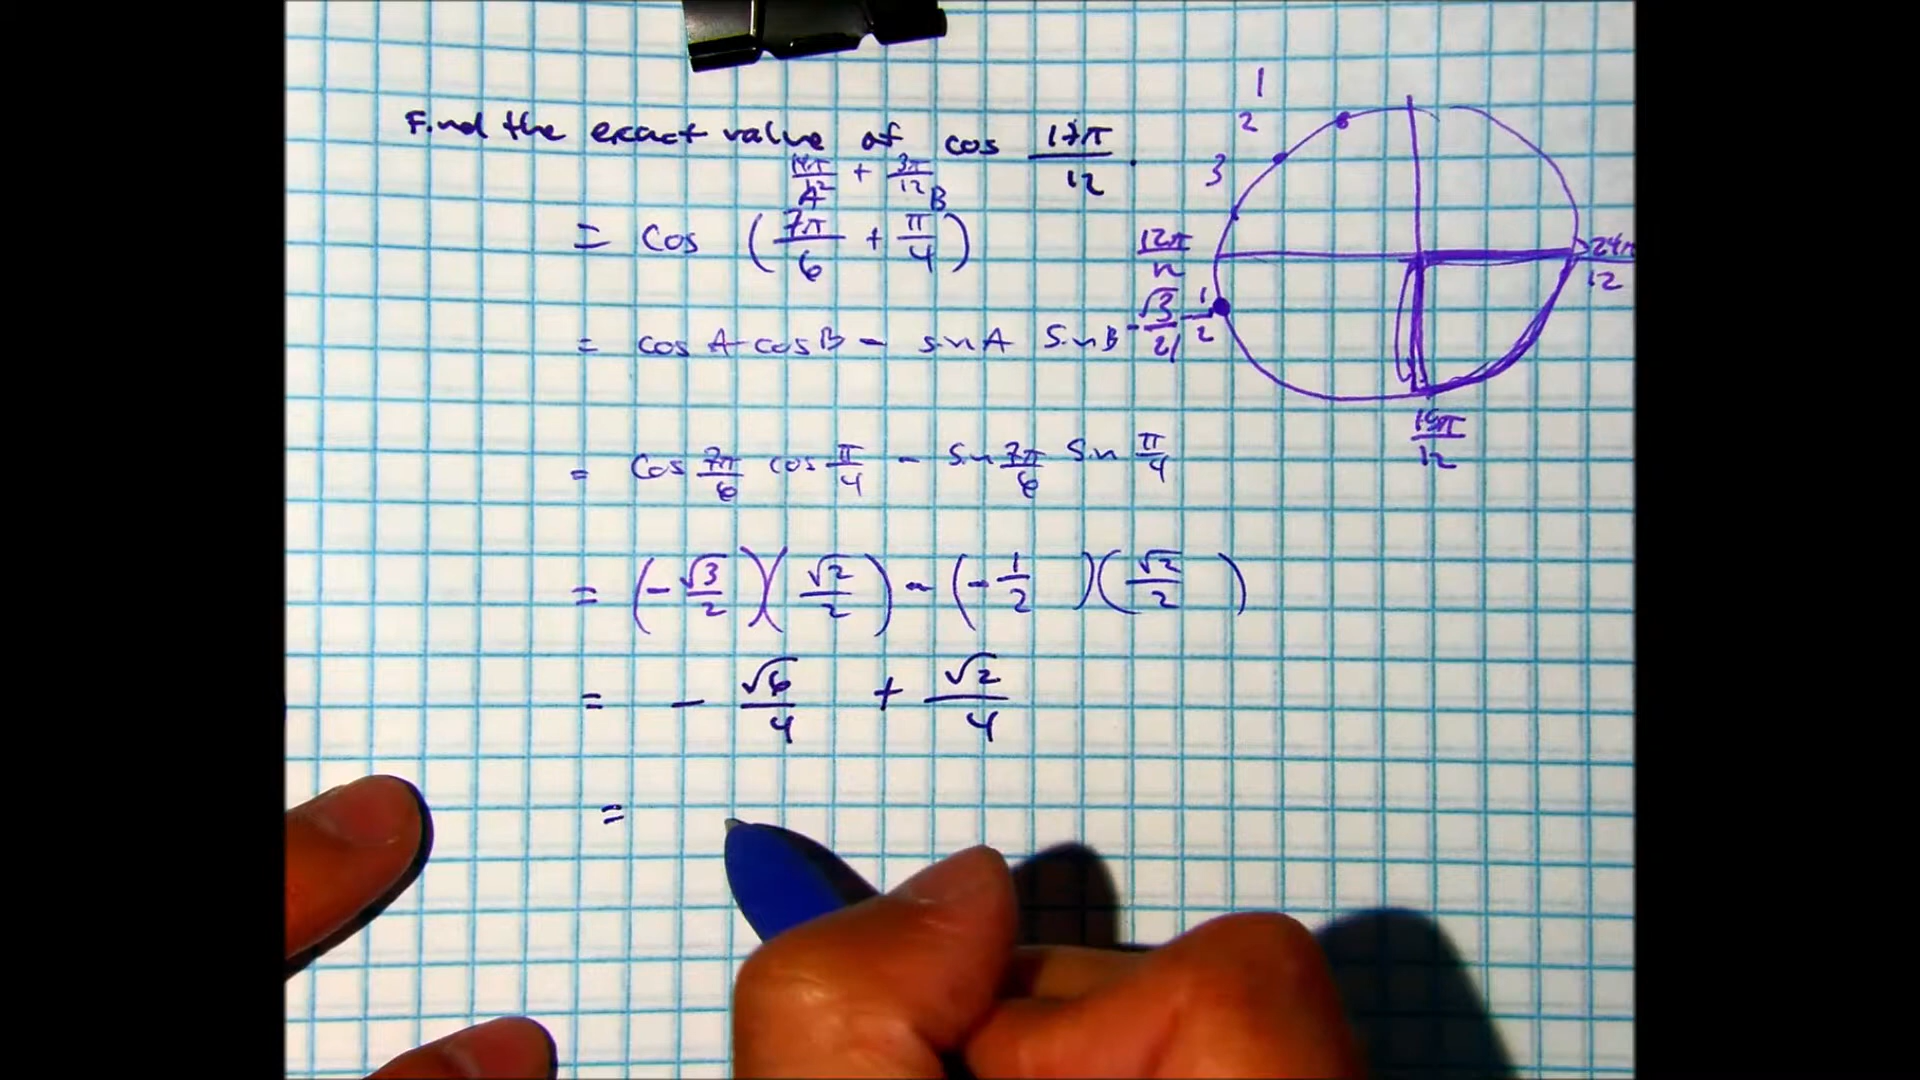 Find the exact value of cos 17π/12.
14π/12 + 3π/12
A B
= cos (7π/6 + π/4)
= cos A cos B - sin A sin B
= cos 7π/6 cos π/4 - sin 7π/6 sin π/4
= (-√3/2)(√2/2) - (-1/2)(√2/2)
= - √6/4 + √2/4
=
1
2
3
12π/12
24π/12
-√3/2, -1/2
18π/12